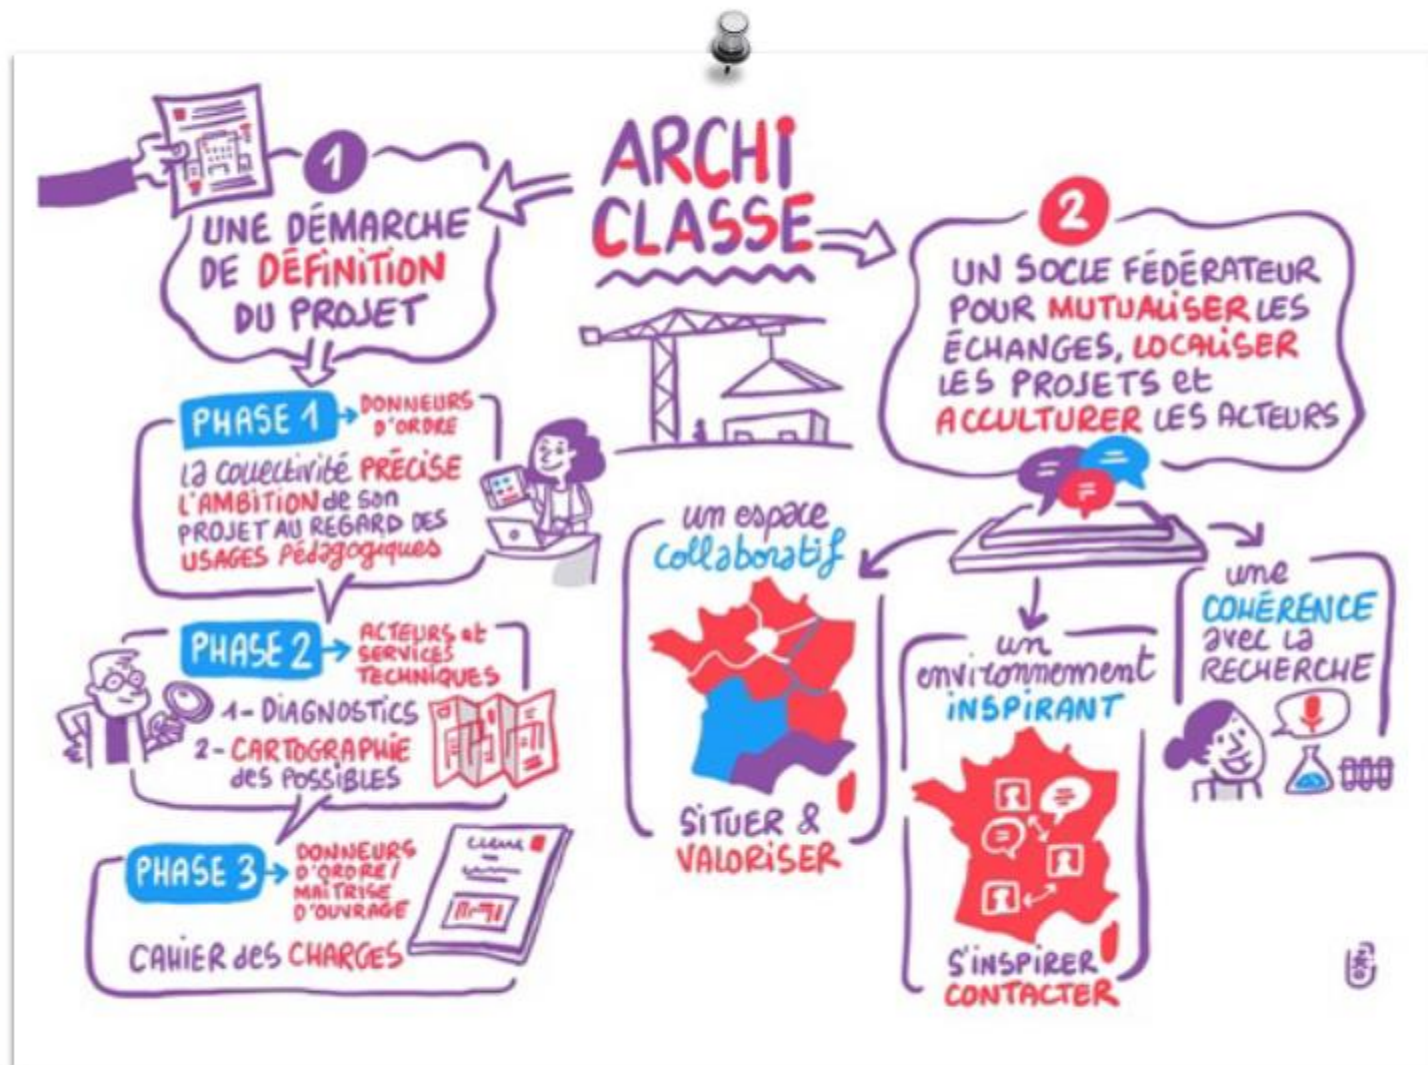 ARCHI
CLASSE
1
UNE DÉMARCHE
DE DÉFINITION
DU PROJET
PHASE 1
DONNEURS
D'ORDRE
la collectivité PRÉCISE
L'AMBITION de son
PROJET AU REGARD DES
USAGES Pédagogiques
PHASE 2
ACTEURS et
SERVICES
TECHNIQUES
1- DIAGNOSTICS
2- CARTOGRAPHIE
des POSSIBLES
PHASE 3
DONNEURS
D'ORDRE/
MAÎTRISE
D'OUVRAGE
CAHIER des CHARGES
2
UN SOCLE FÉDÉRATEUR
POUR MUTUALISER LES
ÉCHANGES, LOCALISER
LES PROJETS et
ACCULTURER LES ACTEURS
un espace
collaboratif
SITUER &
VALORISER
un
environnement
INSPIRANT
S'INSPIRER
CONTACTER
une
COHÉRENCE
avec LA
RECHERCHE